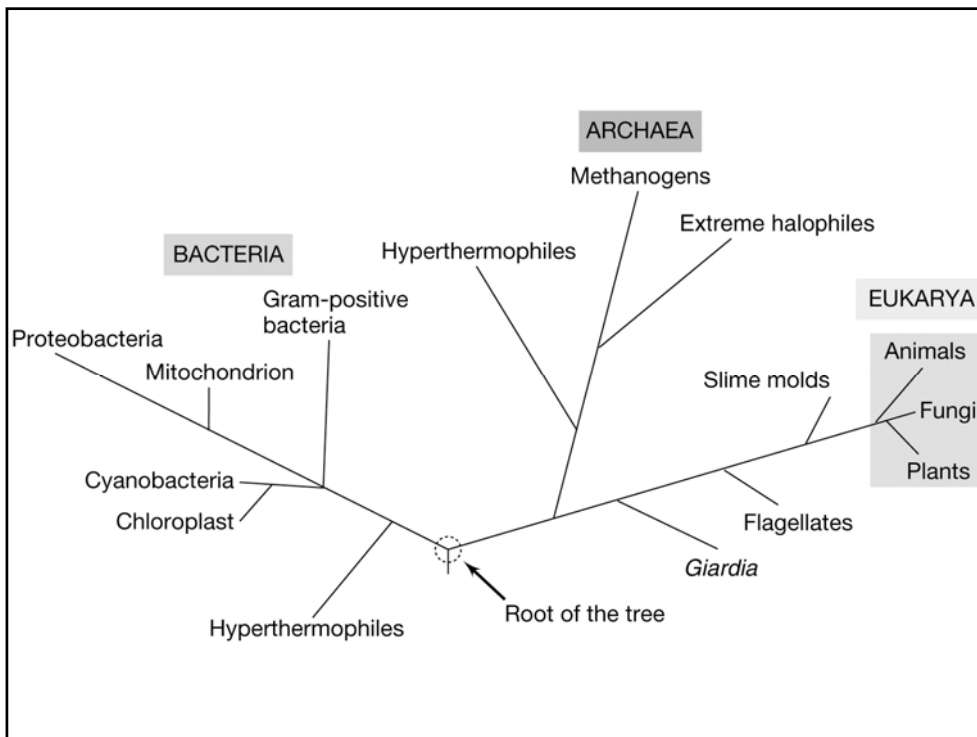 ARCHAEA
Methanogens
Extreme halophiles
Hyperthermophiles
BACTERIA
Gram-positive
bacteria
EUKARYA
Proteobacteria
Mitochondrion
Animals
Slime molds
Fungi
Cyanobacteria
Plants
Chloroplast
Flagellates
Giardia
Root of the tree
Hyperthermophiles